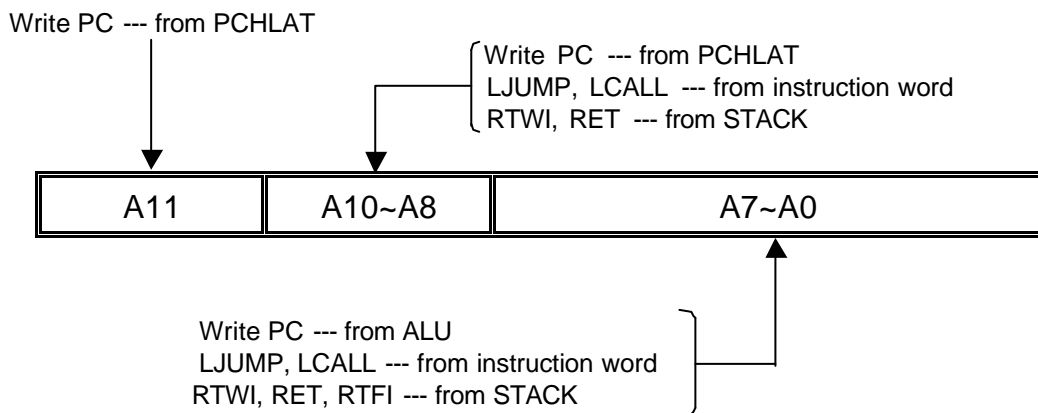 Write PC --- from PCHLAT
Write PC --- from PCHLAT
LJUMP, LCALL --- from instruction word
RTWI, RET --- from STACK
A11 A10~A8 A7~A0
Write PC --- from ALU
LJUMP, LCALL --- from instruction word
RTWI, RET, RTFI --- from STACK